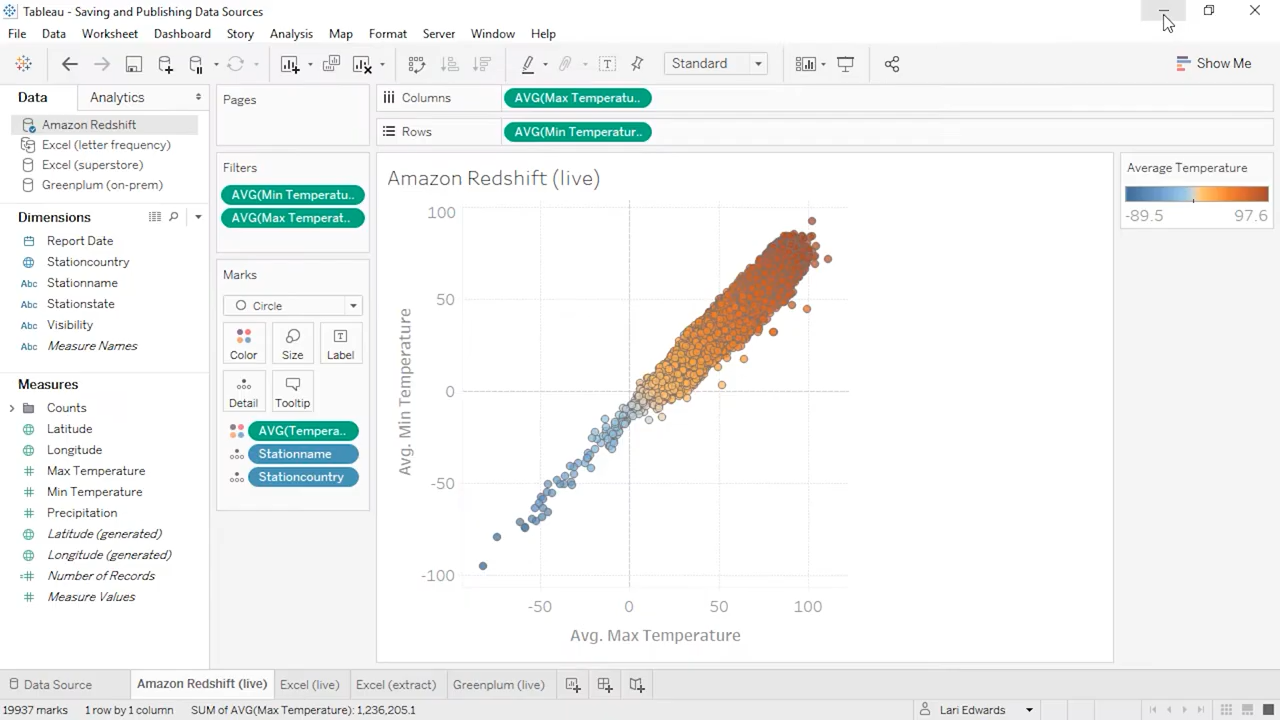 Tableau - Saving and Publishing Data Sources
File Data Worksheet Dashboard Story Analysis Map Format Server Window Help
Standard
Show Me
Data Analytics
Amazon Redshift
Excel (letter frequency)
Excel (superstore)
Greenplum (on-prem)
Dimensions
Report Date
Stationcountry
Abc Stationname
Abc Stationstate
Abc Visibility
Abc Measure Names
Measures
Counts
Latitude
Longitude
Max Temperature
Min Temperature
Precipitation
Latitude (generated)
Longitude (generated)
Number of Records
Measure Values
Pages
Filters
AVG(Min Temperatu..
AVG(Max Temperat..
Marks
Circle
Color Size Label
Detail Tooltip
AVG(Tempera..
Stationname
Stationcountry
Columns AVG(Max Temperatu..
Rows AVG(Min Temperatur..
Amazon Redshift (live)
Avg. Min Temperature
100
50
0
-50
-100
-50 0 50 100
Avg. Max Temperature
Average Temperature
-89.5 97.6
Data Source Amazon Redshift (live) Excel (live) Excel (extract) Greenplum (live)
19937 marks 1 row by 1 column SUM of AVG(Max Temperature): 1,236,205.1 Lari Edwards